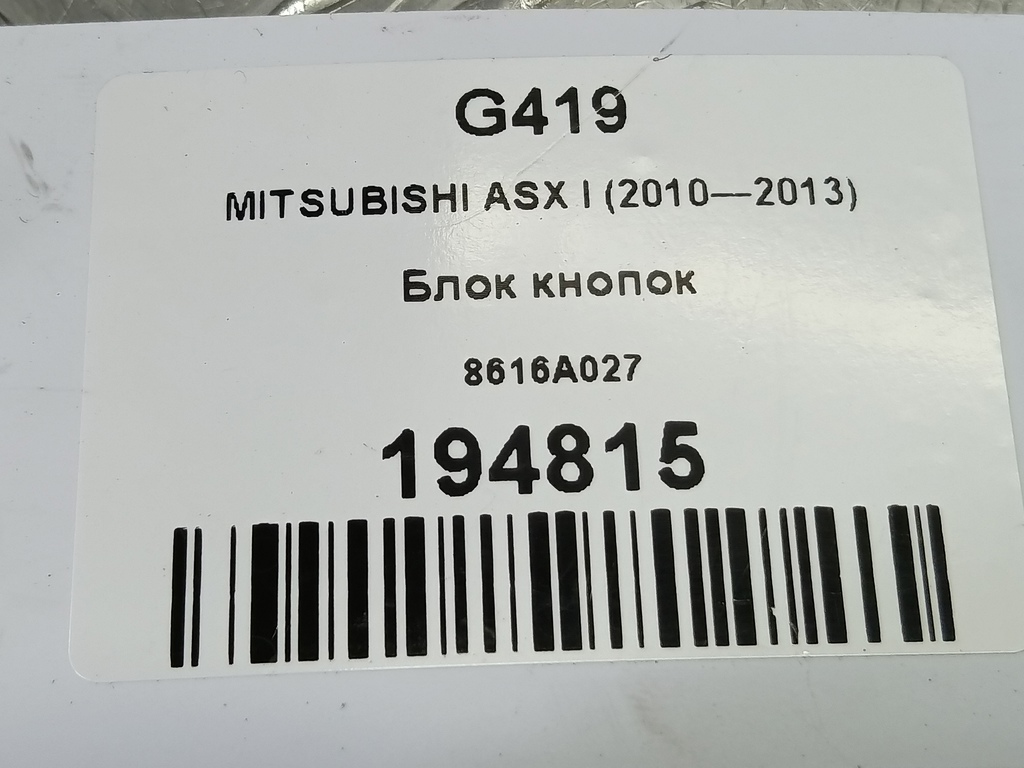 G419
MITSUBISHI ASX I (2010—2013)
Блок кнопок
8616A027
194815